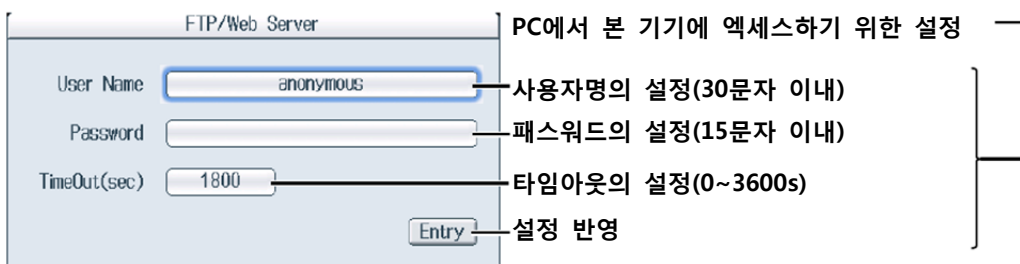 FTP/Web Server
PC에서 본 기기에 엑세스하기 위한 설정
User Name
anonymous
사용자명의 설정(30문자 이내)
Password
패스워드의 설정(15문자 이내)
TimeOut(sec)
1800
타임아웃의 설정(0~3600s)
Entry
설정 반영